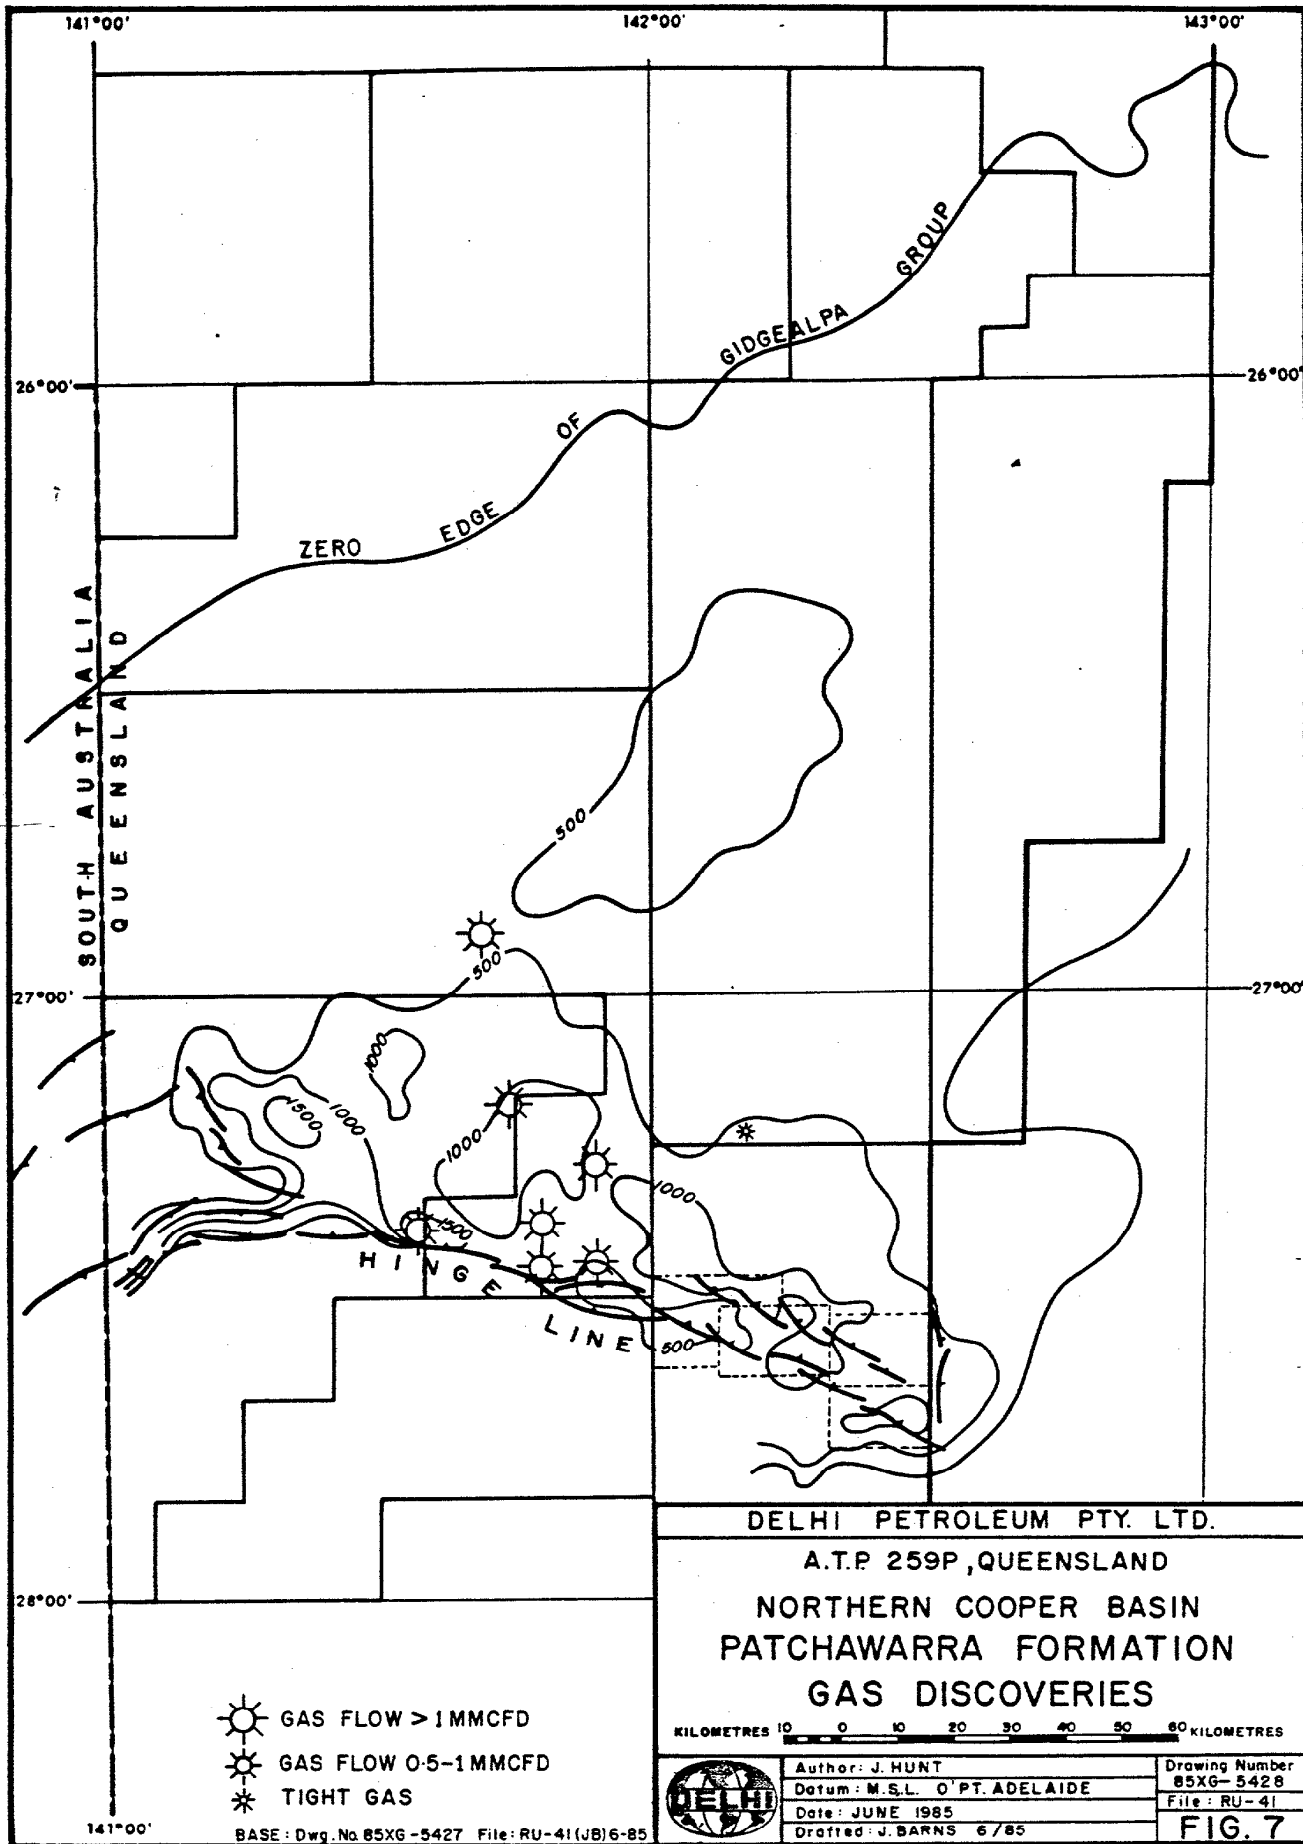 141°00'
142°00'
143°00'
GIDGEALPA GROUP
26°00'
26°00'
ZERO EDGE OF
SOUTH AUSTRALIA
QUEENSLAND
500
500
27°00'
27°00'
1000
1500
1000
1000
1000
1500
HINGE LINE
500
28°00'
DELHI PETROLEUM PTY. LTD.
A.T.P. 259P, QUEENSLAND
NORTHERN COOPER BASIN
PATCHAWARRA FORMATION
GAS DISCOVERIES
KILOMETRES 10 0 10 20 30 40 50 60 KILOMETRES
GAS FLOW > 1 MMCFD
GAS FLOW 0·5-1 MMCFD
TIGHT GAS
141°00'
BASE: Dwg. No. 85XG-5427 File: RU-41(JB)6-85
DELHI
Author: J. HUNT
Datum: M.S.L. O' PT. ADELAIDE
Date: JUNE 1985
Drafted: J. BARNS 6/85
Drawing Number
85XG-5428
File: RU-41
FIG. 7